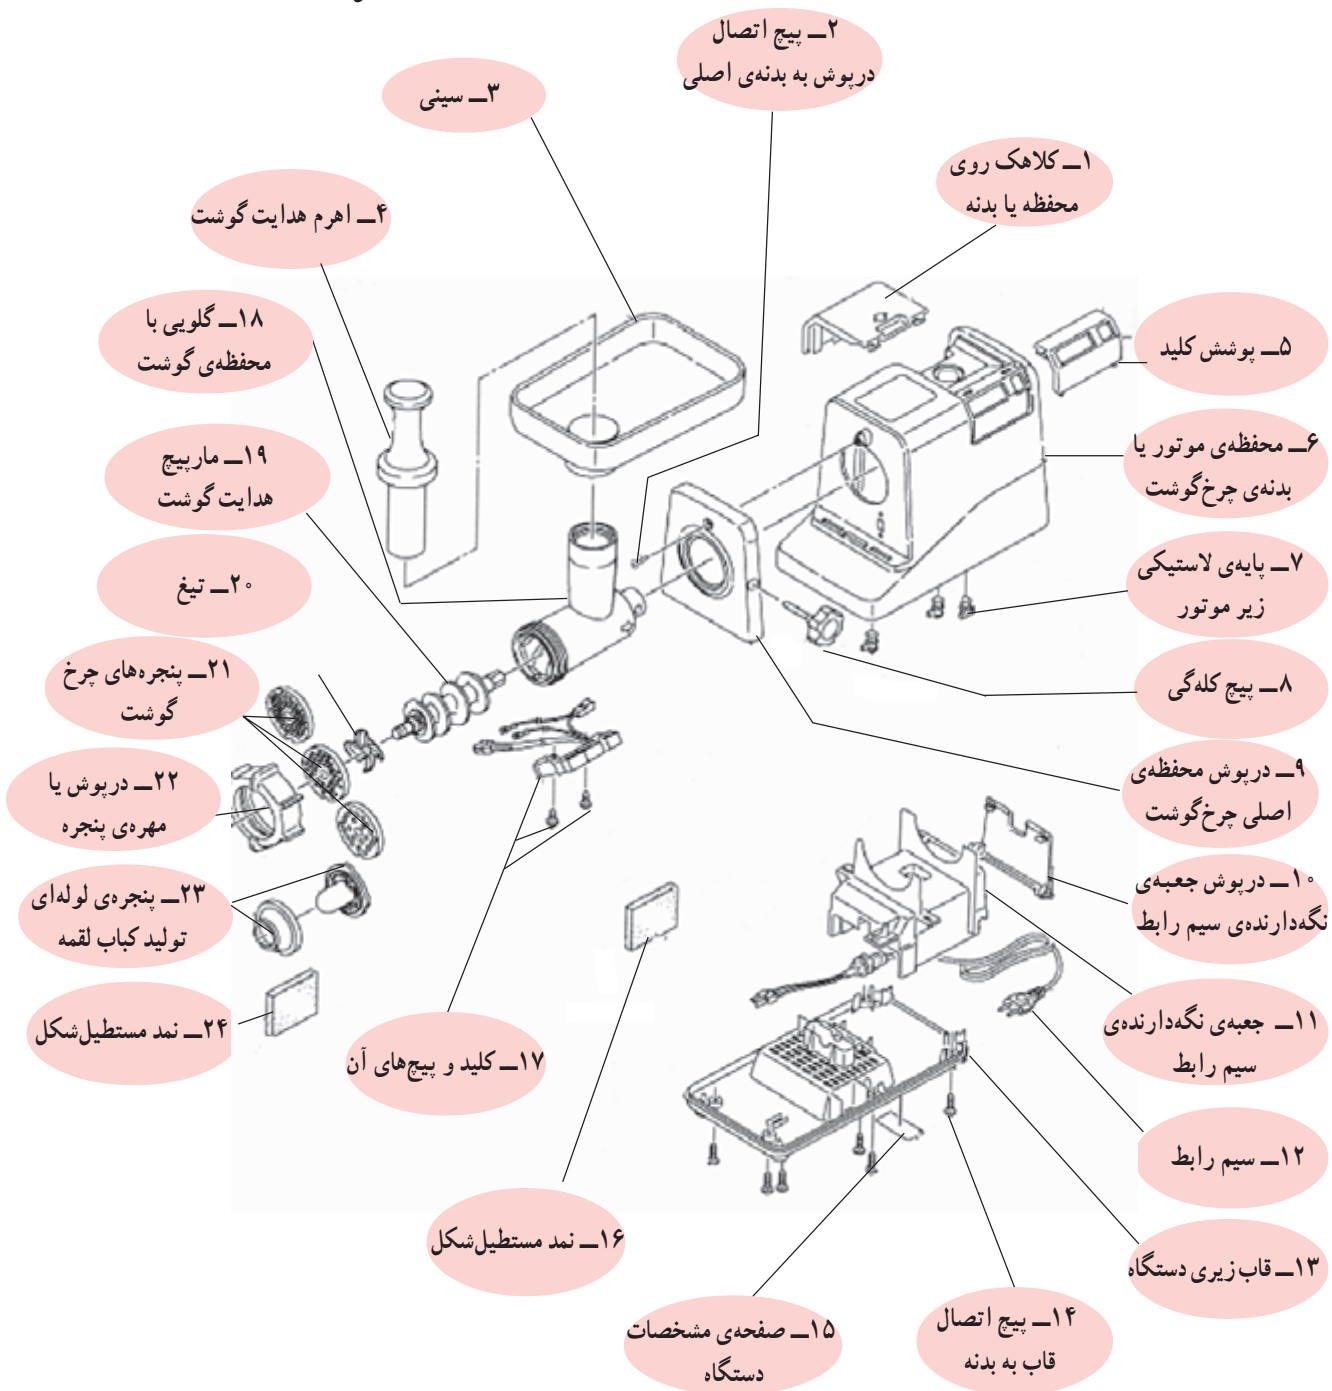 ۱ــ کلاهک روی
محفظه یا بدنه
۲ــ پیچ اتصال
درپوش به بدنه‌ی اصلی
۳ــ سینی
۴ــ اهرم هدایت گوشت
۵ــ پوشش کلید
۶ــ محفظه‌ی موتور یا
بدنه‌ی چرخ‌گوشت
۷ــ پایه‌ی لاستیکی
زیر موتور
۸ــ پیچ کله‌گی
۹ــ درپوش محفظه‌ی
اصلی چرخ‌گوشت
۱۰ــ درپوش جعبه‌ی
نگه‌دارنده‌ی سیم رابط
۱۱ــ جعبه‌ی نگه‌دارنده‌ی
سیم رابط
۱۲ــ سیم رابط
۱۳ــ قاب زیری دستگاه
۱۴ــ پیچ اتصال
قاب به بدنه
۱۵ــ صفحه‌ی مشخصات
دستگاه
۱۶ــ نمد مستطیل‌شکل
۱۷ــ کلید و پیچ‌های آن
۱۸ــ گلویی با
محفظه‌ی گوشت
۱۹ــ مارپیچ
هدایت گوشت
۲۰ــ تیغ
۲۱ــ پنجره‌های چرخ
گوشت
۲۲ــ درپوش یا
مهره‌ی پنجره
۲۳ــ پنجره‌ی لوله‌ای
تولید کباب لقمه
۲۴ــ نمد مستطیل‌شکل